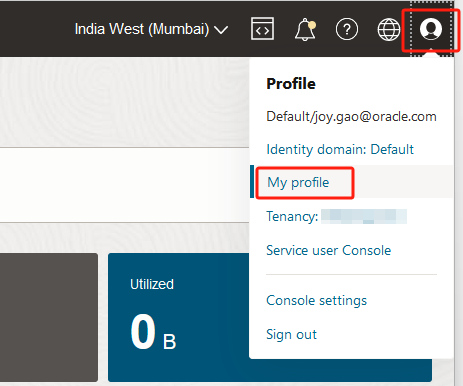 India West (Mumbai)
Profile
Default/joy.gao@oracle.com
Identity domain: Default
My profile
Tenancy:
Service user Console
Utilized
0 B
Console settings
Sign out